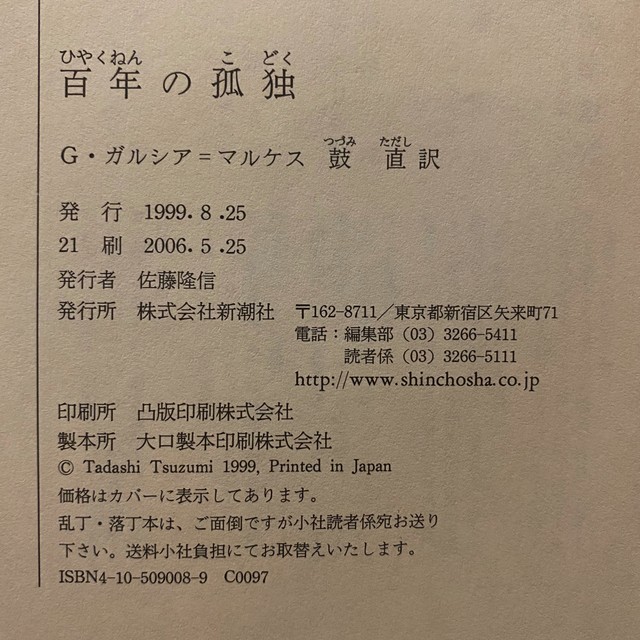 ひゃくねん こ どく
百年の孤独
つづみ ただし
G・ガルシア=マルケス 鼓 直訳
発 行 1999.8.25
21 刷 2006.5.25
発行者 佐藤隆信
発行所 株式会社新潮社 〒162-8711／東京都新宿区矢来町71
電話：編集部（03）3266-5411
読者係（03）3266-5111
http://www.shinchosha.co.jp
印刷所 凸版印刷株式会社
製本所 大口製本印刷株式会社
© Tadashi Tsuzumi 1999, Printed in Japan
価格はカバーに表示してあります。
乱丁・落丁本は、ご面倒ですが小社読者係宛お送り
下さい。送料小社負担にてお取替えいたします。
ISBN4-10-509008-9 C0097